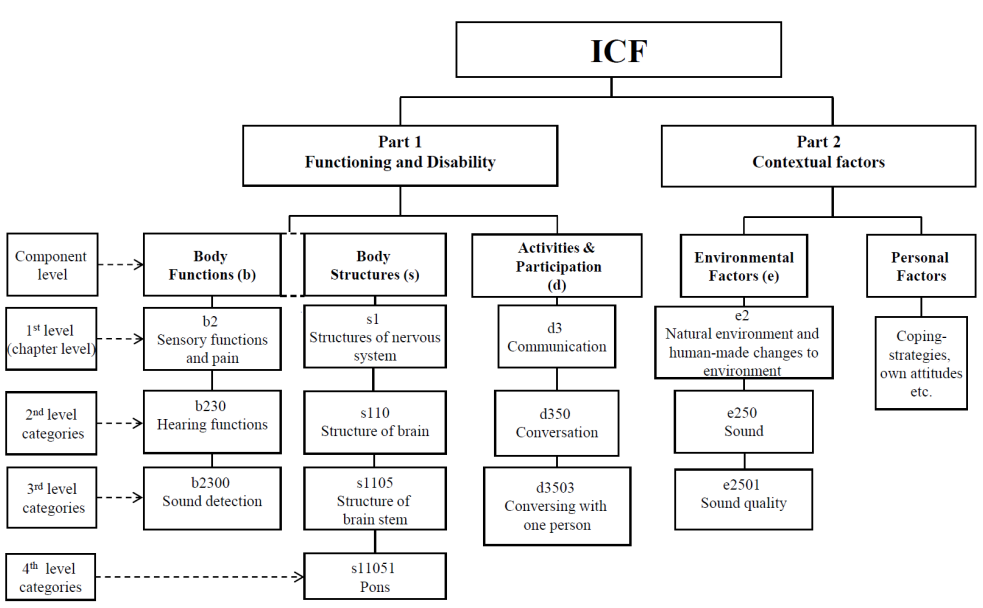 ICF
Part 1
Functioning and Disability
Part 2
Contextual factors
Component
level
Body
Functions (b)
Body
Structures (s)
Activities &
Participation
(d)
Environmental
Factors (e)
Personal
Factors
1st level
(chapter level)
b2
Sensory functions
and pain
s1
Structures of nervous
system
d3
Communication
e2
Natural environment and
human-made changes to
environment
Coping-
strategies,
own attitudes
etc.
2nd level
categories
b230
Hearing functions
s110
Structure of brain
d350
Conversation
e250
Sound
3rd level
categories
b2300
Sound detection
s1105
Structure of
brain stem
d3503
Conversing with
one person
e2501
Sound quality
4th level
categories
s11051
Pons